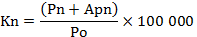 Kn = (Pn + Apn) / Po × 100 000